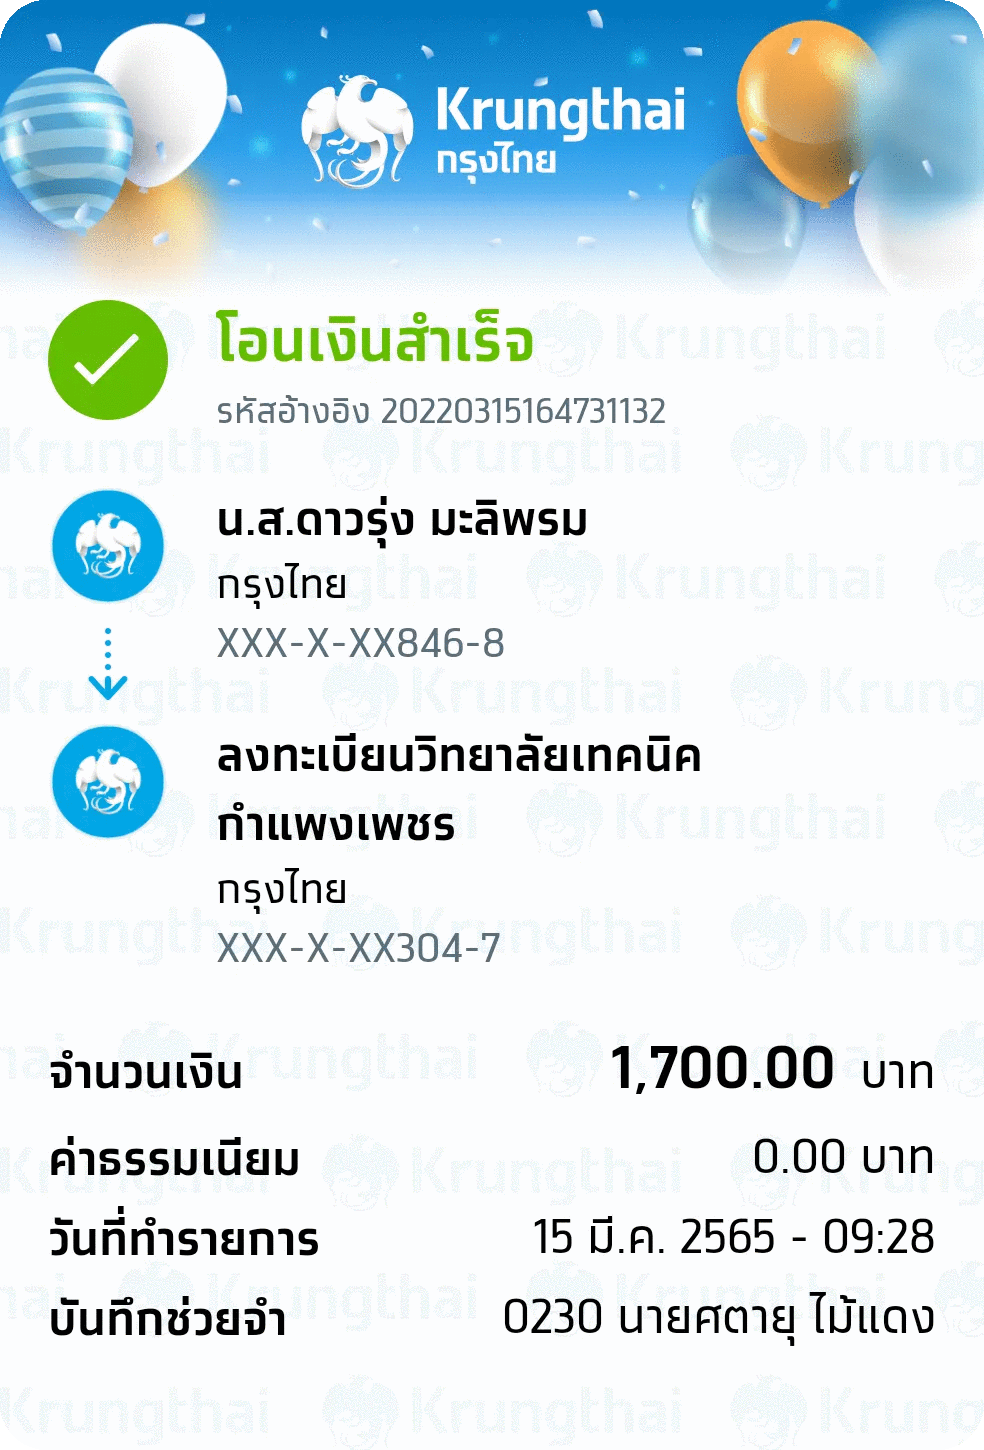 Krungthai
กรุงไทย
โอนเงินสำเร็จ
รหัสอ้างอิง 20220315164731132
น.ส.ดาวรุ่ง มะลิพรม
กรุงไทย
XXX-X-XX846-8
ลงทะเบียนวิทยาลัยเทคนิค
กำแพงเพชร
กรุงไทย
XXX-X-XX304-7
จำนวนเงิน 1,700.00 บาท
ค่าธรรมเนียม 0.00 บาท
วันที่ทำรายการ 15 มี.ค. 2565 - 09:28
บันทึกช่วยจำ 0230 นายศตายุ ไม้แดง